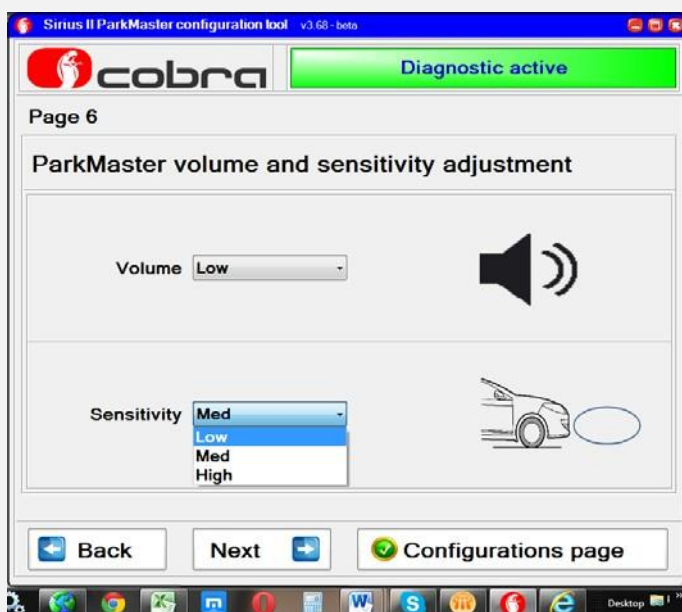 Sirius II ParkMaster configuration tool v3.68 - beta
cobra
Diagnostic active
Page 6
ParkMaster volume and sensitivity adjustment
Volume Low
Sensitivity Med
Low
Med
High
Back Next Configurations page
Desktop